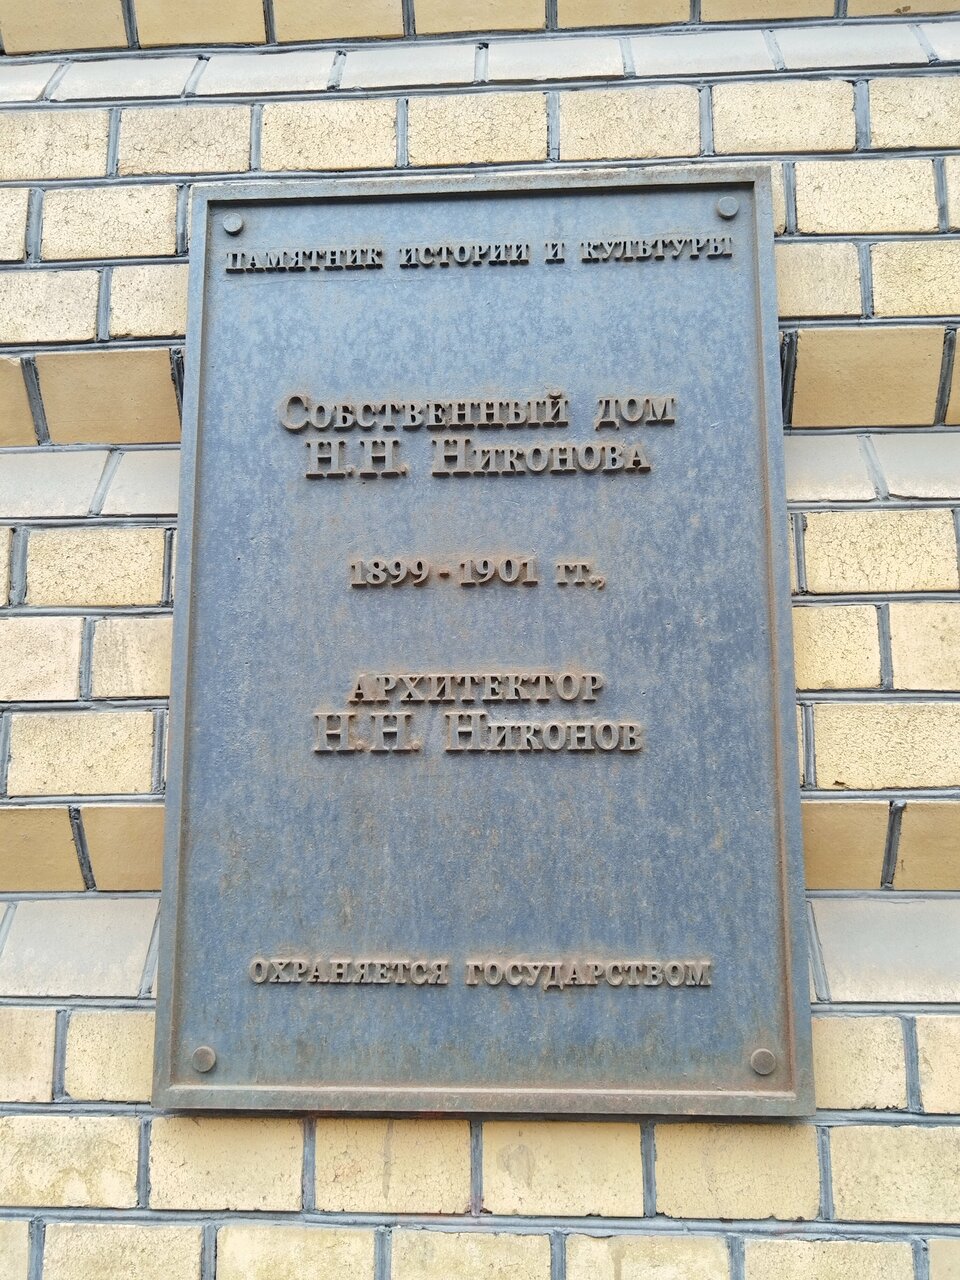 ПАМЯТНИК ИСТОРИИ И КУЛЬТУРЫ
СОБСТВЕННЫЙ ДОМ
Н.Н. НИКОНОВА
1899-1901 ГГ.,
АРХИТЕКТОР
Н.Н. НИКОНОВ
ОХРАНЯЕТСЯ ГОСУДАРСТВОМ